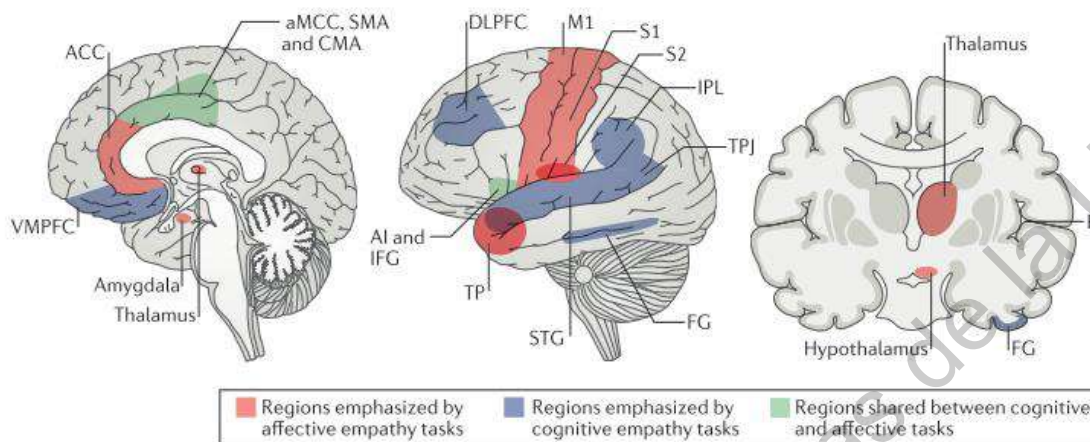 aMCC, SMA
and CMA
ACC
VMPFC
Amygdala
Thalamus
DLPFC
M1
S1
S2
IPL
TPJ
AI and
IFG
TP
STG
FG
Thalamus
Hypothalamus
FG
Regions emphasized by
affective empathy tasks
Regions emphasized by
cognitive empathy tasks
Regions shared between cognitive
and affective tasks